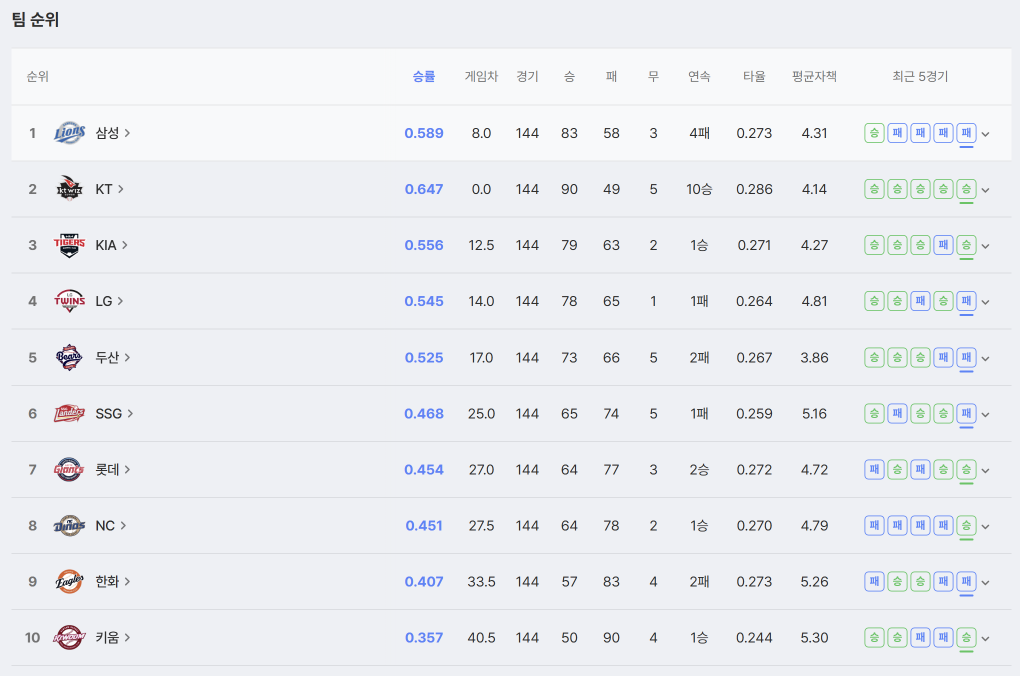 팀 순위
순위 승률 게임차 경기 승 패 무 연속 타율 평균자책 최근 5경기
1 Lions 삼성 0.589 8.0 144 83 58 3 4패 0.273 4.31 승 패 패 패 패
2 KT WIZ KT 0.647 0.0 144 90 49 5 10승 0.286 4.14 승 승 승 승 승
3 TIGERS KIA 0.556 12.5 144 79 63 2 1승 0.271 4.27 승 승 승 패 승
4 TWINS LG 0.545 14.0 144 78 65 1 1패 0.264 4.81 승 승 패 승 패
5 Bears 두산 0.525 17.0 144 73 66 5 2패 0.267 3.86 승 승 승 패 패
6 Landers SSG 0.468 25.0 144 65 74 5 1패 0.259 5.16 승 패 승 승 패
7 Giants 롯데 0.454 27.0 144 64 77 3 2승 0.272 4.72 패 승 패 승 승
8 NC Dinos NC 0.451 27.5 144 64 78 2 1승 0.270 4.79 패 패 패 패 승
9 Eagles 한화 0.407 33.5 144 57 83 4 2패 0.273 5.26 패 승 승 패 패
10 KIWOOM 키움 0.357 40.5 144 50 90 4 1승 0.244 5.30 승 승 패 패 승